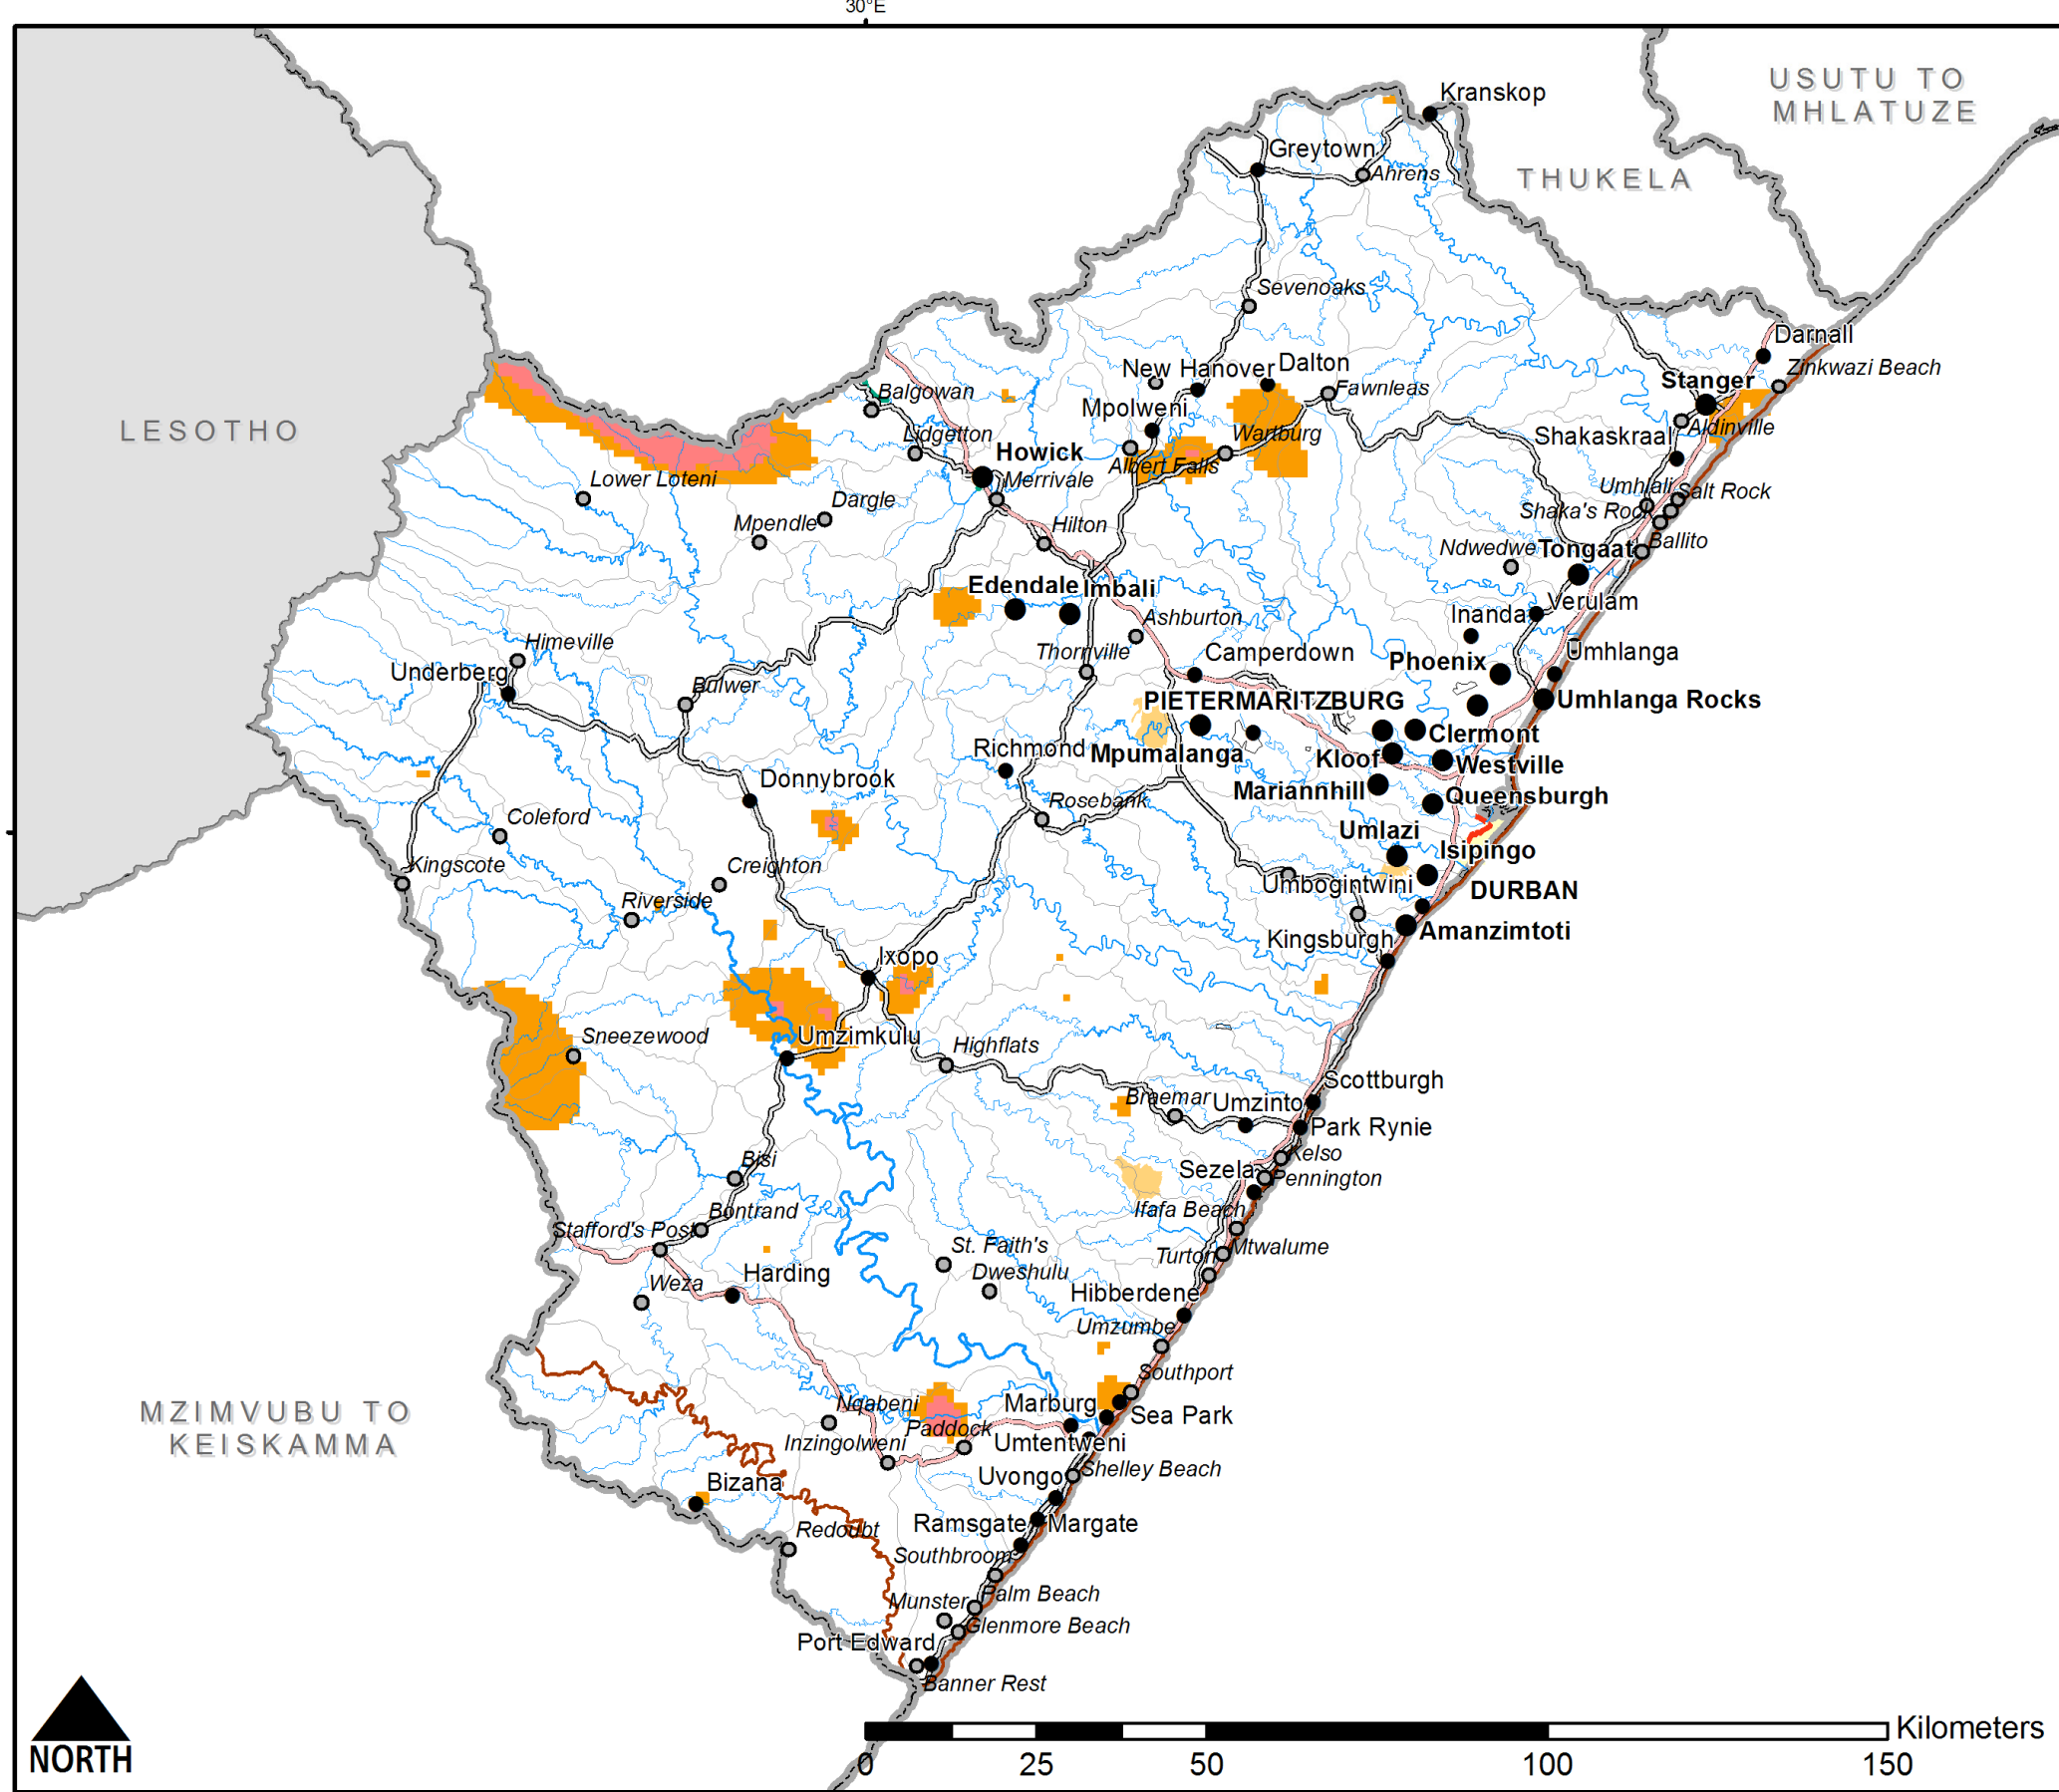 30°E
USUTU TO
MHLATUZE
Kranskop
Greytown
Ahrens
THUKELA
Sevenoaks
Darnall
Zinkwazi Beach
New Hanover
Dalton
Fawnleas
Stanger
Balgowan
Mpolweni
Aldinville
LESOTHO
Lidgetton
Wartburg
Shakaskraal
Howick
Albert Falls
Merrivale
Lower Loteni
Umhlali
Salt Rock
Dargle
Shaka's Rock
Mpendle
Hilton
Ndwedwe
Tongaat
Ballito
Edendale
Imbali
Verulam
Inanda
Ashburton
Himeville
Thornville
Camperdown
Phoenix
Umhlanga
Underberg
Bulwer
PIETERMARITZBURG
Umhlanga Rocks
Clermont
Richmond
Mpumalanga
Kloof
Westville
Donnybrook
Mariannhill
Queensburgh
Rosebank
Coleford
Umlazi
Isipingo
Kingscote
Creighton
Umbogintwini
DURBAN
Riverside
Amanzimtoti
Kingsburgh
Ixopo
Sneezewood
Umzimkulu
Highflats
Scottburgh
Braemar
Umzinto
Park Rynie
Kelso
Bisi
Sezela
Pennington
Bontrand
Ifafa Beach
Stafford's Post
St. Faith's
Turton
Mtwalume
Weza
Harding
Dweshulu
Hibberdene
Umzumbe
Southport
MZIMVUBU TO
KEISKAMMA
Nqabeni
Marburg
Sea Park
Paddock
Inzingolweni
Umtentweni
Bizana
Uvongo
Shelley Beach
Redoubt
Ramsgate
Margate
Southbroom
Munster
Palm Beach
Glenmore Beach
Port Edward
Banner Rest
NORTH
Kilometers
0 25 50 100 150